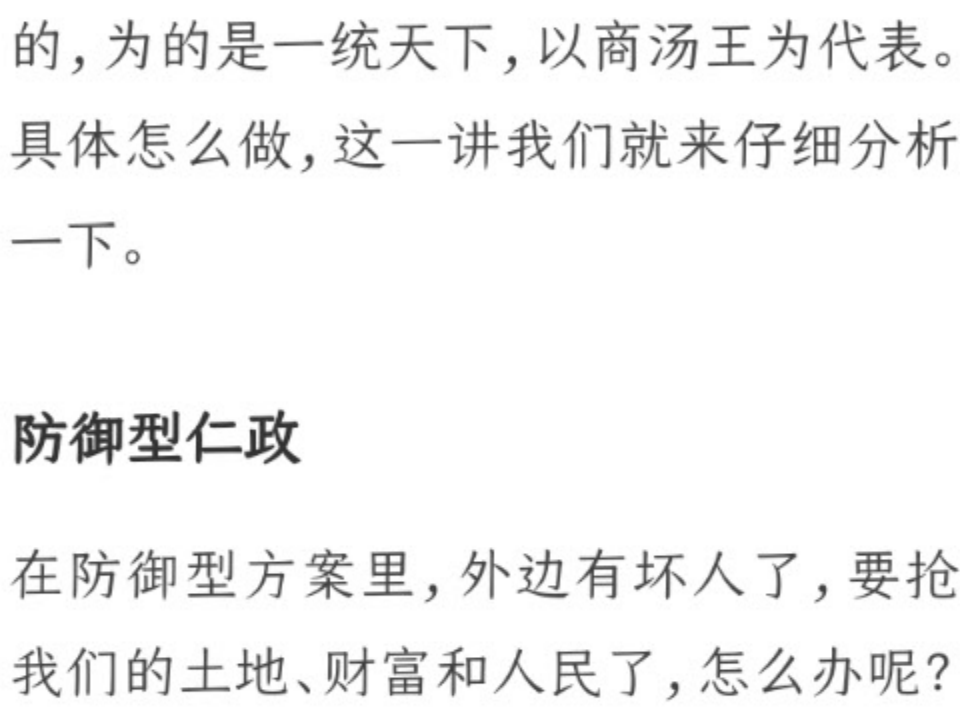 的，为的是一统天下，以商汤王为代表。
具体怎么做，这一讲我们就来仔细分析
一下。
防御型仁政
在防御型方案里，外边有坏人了，要抢
我们的土地、财富和人民了，怎么办呢？